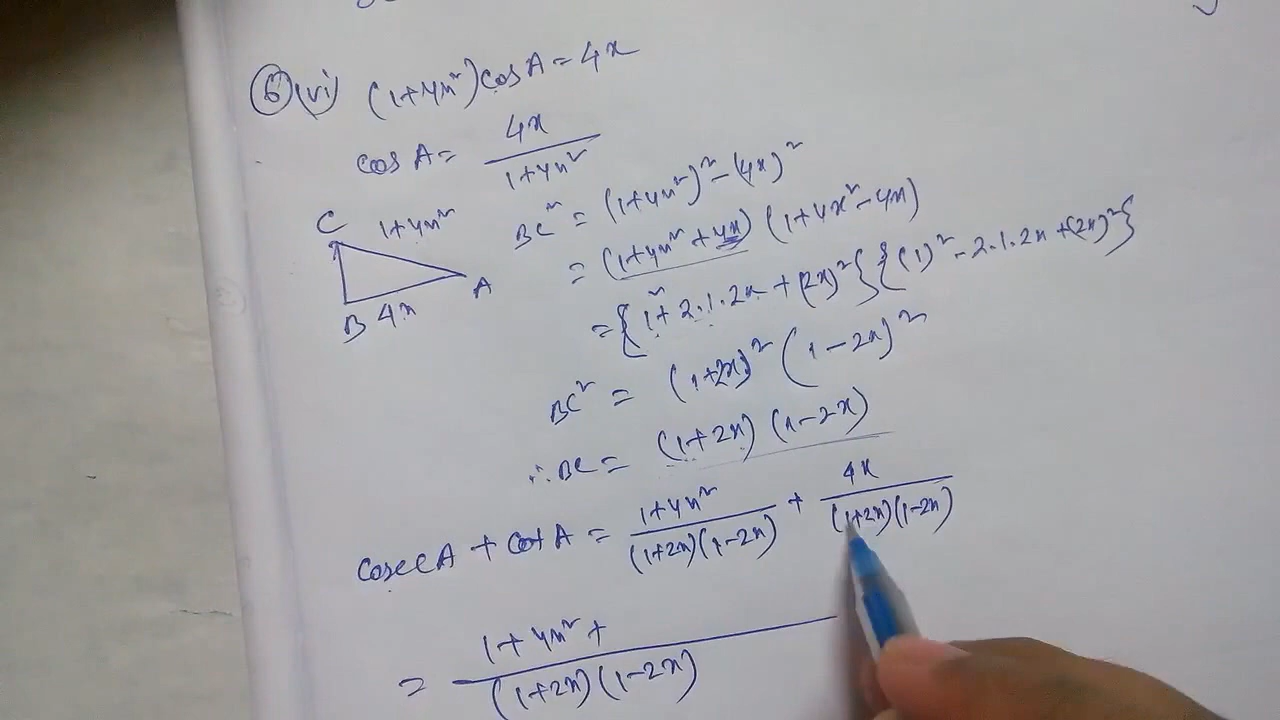 6 (vi) (1+4x²) cos A = 4x
cos A = 4x / 1+4x²
C 1+4x²
B 4x A
BC² = (1+4x²)² - (4x)²
= (1+4x²+4x) (1+4x²-4x)
= {1² + 2.1.2x + (2x)²} {(1)² - 2.1.2x + (2x)²}
BC² = (1+2x)² (1-2x)²
∴ BC = (1+2x) (1-2x)
cosec A + cot A = 1+4x² / (1+2x)(1-2x) + 4x / (1+2x)(1-2x)
= 1+4x²+ / (1+2x)(1-2x)